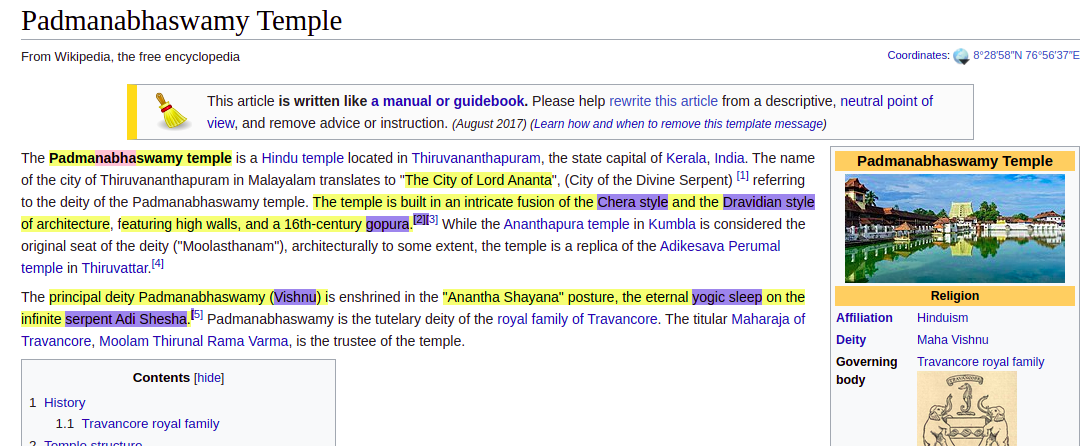 Padmanabhaswamy Temple
From Wikipedia, the free encyclopedia
Coordinates: 8°28′58″N 76°56′37″E
This article is written like a manual or guidebook. Please help rewrite this article from a descriptive, neutral point of
view, and remove advice or instruction. (August 2017) (Learn how and when to remove this template message)
The Padmanabhaswamy temple is a Hindu temple located in Thiruvananthapuram, the state capital of Kerala, India. The name
of the city of Thiruvananthapuram in Malayalam translates to "The City of Lord Ananta", (City of the Divine Serpent) [1] referring
to the deity of the Padmanabhaswamy temple. The temple is built in an intricate fusion of the Chera style and the Dravidian style
of architecture, featuring high walls, and a 16th-century gopura.[2][3] While the Ananthapura temple in Kumbla is considered the
original seat of the deity ("Moolasthanam"), architecturally to some extent, the temple is a replica of the Adikesava Perumal
temple in Thiruvattar.[4]
The principal deity Padmanabhaswamy (Vishnu) is enshrined in the "Anantha Shayana" posture, the eternal yogic sleep on the
infinite serpent Adi Shesha.[5] Padmanabhaswamy is the tutelary deity of the royal family of Travancore. The titular Maharaja of
Travancore, Moolam Thirunal Rama Varma, is the trustee of the temple.
Contents [hide]
1 History
1.1 Travancore royal family
2 Temple structure
Padmanabhaswamy Temple
Religion
Affiliation Hinduism
Deity Maha Vishnu
Governing Travancore royal family
body